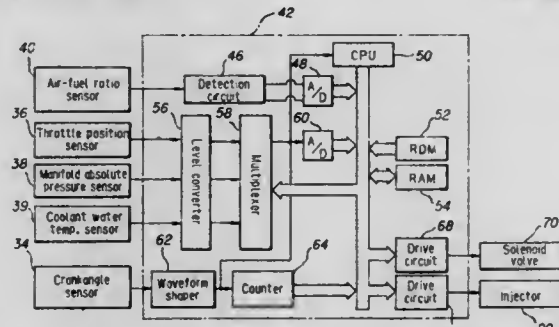 42
40
Air-fuel ratio sensor
46
Detection circuit
48
A/D
CPU
50
36
Throttle position sensor
56
Level converter
58
Multiplexer
60
A/D
52
RDM
38
Manifold absolute pressure sensor
RAM
54
39
Coolant water temp. sensor
62
64
68
70
34
Crankangle sensor
Waveform shaper
Counter
Drive circuit
Solenoid valve
Drive circuit
Injector